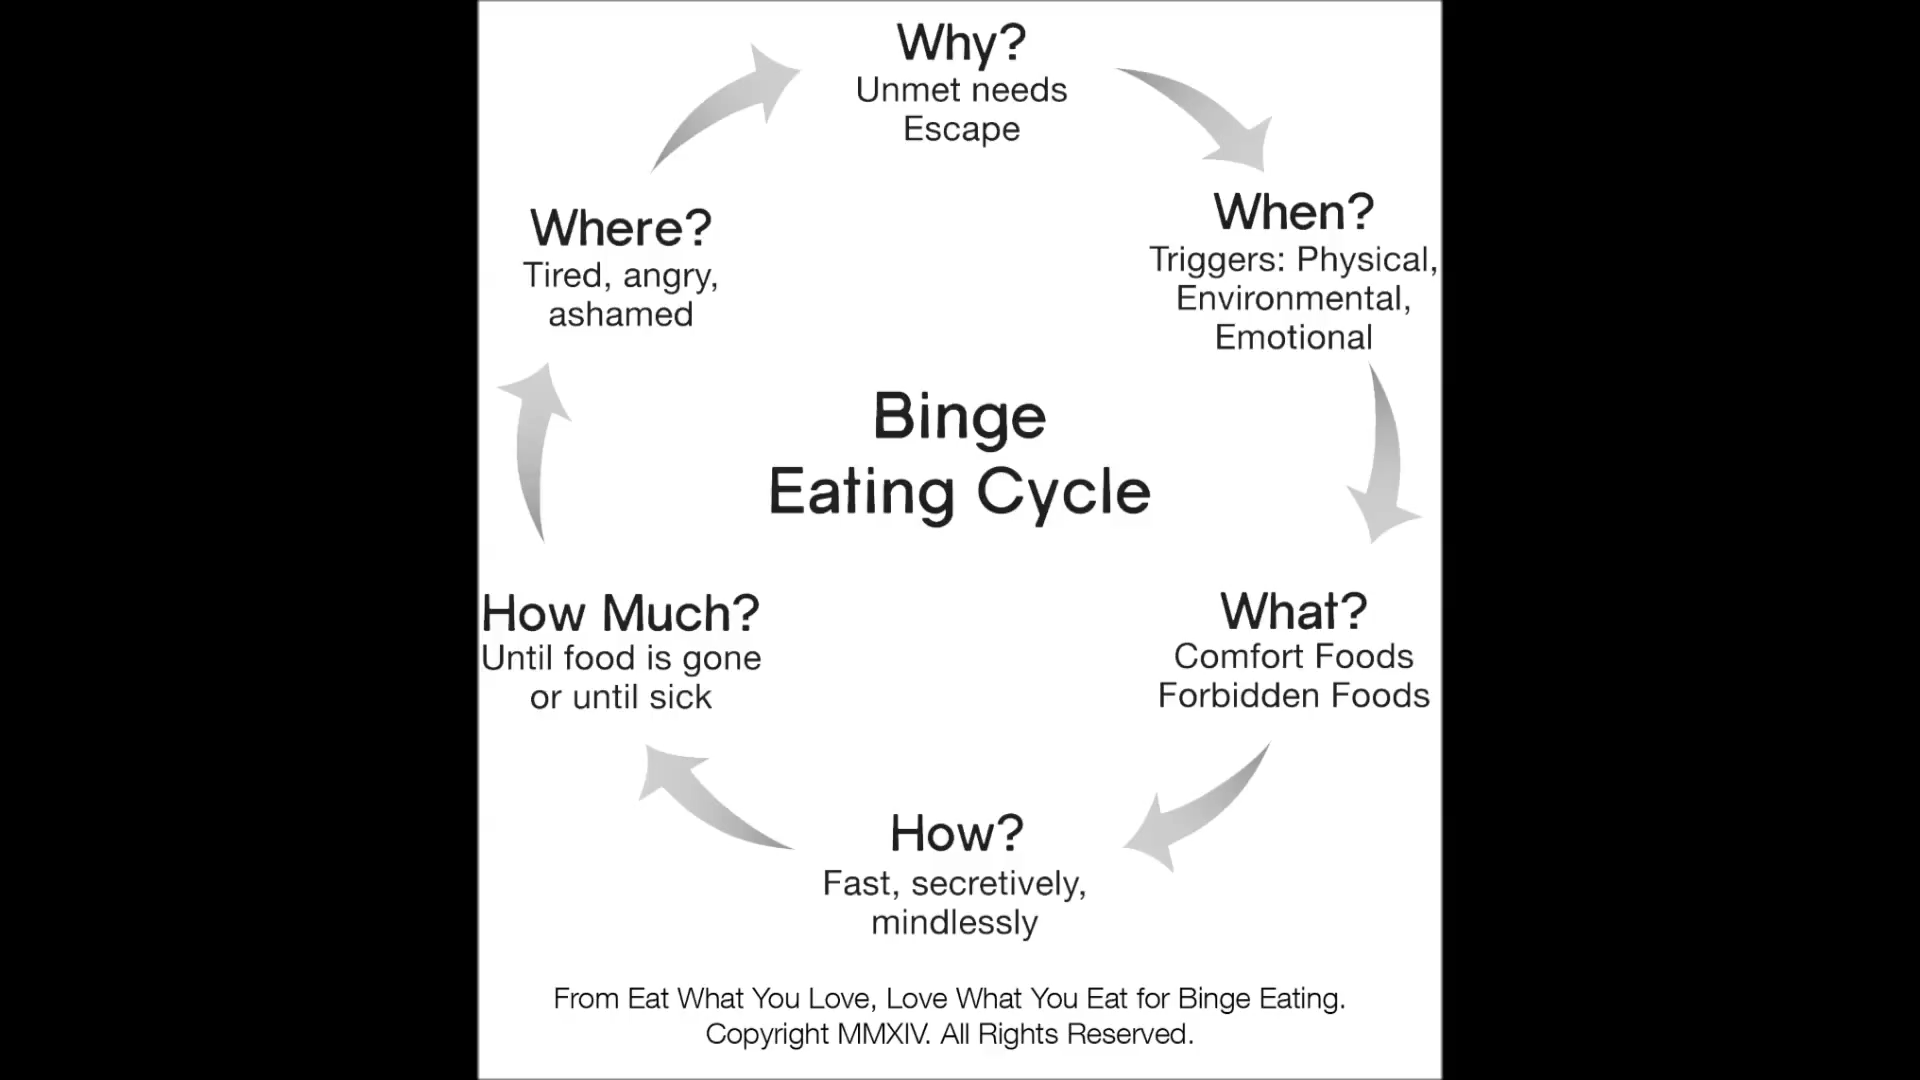 Why?
Unmet needs
Escape
When?
Triggers: Physical,
Environmental,
Emotional
What?
Comfort Foods
Forbidden Foods
How?
Fast, secretively,
mindlessly
How Much?
Until food is gone
or until sick
Where?
Tired, angry,
ashamed
Binge
Eating Cycle
From Eat What You Love, Love What You Eat for Binge Eating.
Copyright MMXIV. All Rights Reserved.